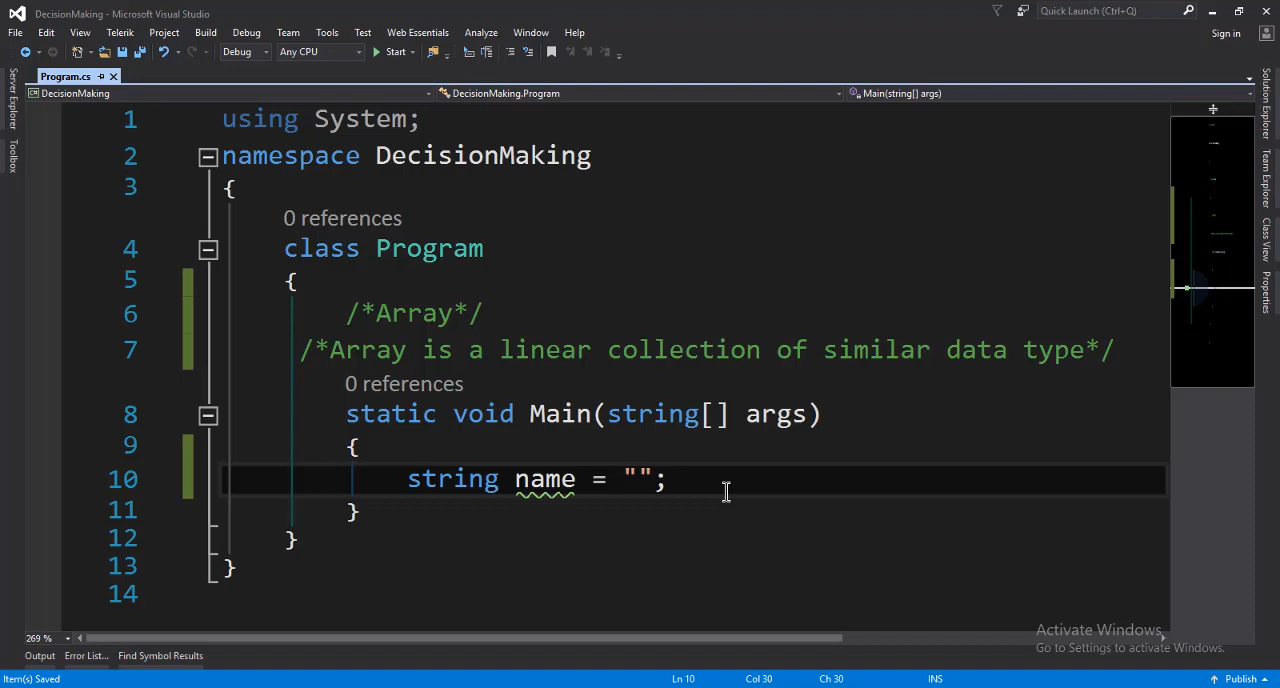 DecisionMaking - Microsoft Visual Studio
Quick Launch (Ctrl+Q)
File Edit View Telerik Project Build Debug Team Tools Test Web Essentials Analyze Window Help
Sign in
Debug Any CPU Start
Program.cs
DecisionMaking DecisionMaking.Program Main(string[] args)
Server Explorer
Toolbox
1 using System;
2 namespace DecisionMaking
3 {
0 references
4 class Program
5 {
6 /*Array*/
7 /*Array is a linear collection of similar data type*/
0 references
8 static void Main(string[] args)
9 {
10 string name = "";
11 }
12 }
13 }
14
Solution Explorer
Team Explorer
Class View
Properties
Activate Windows
Go to Settings to activate Windows.
269 %
Output Error List... Find Symbol Results
Item(s) Saved Ln 10 Col 30 Ch 30 INS Publish